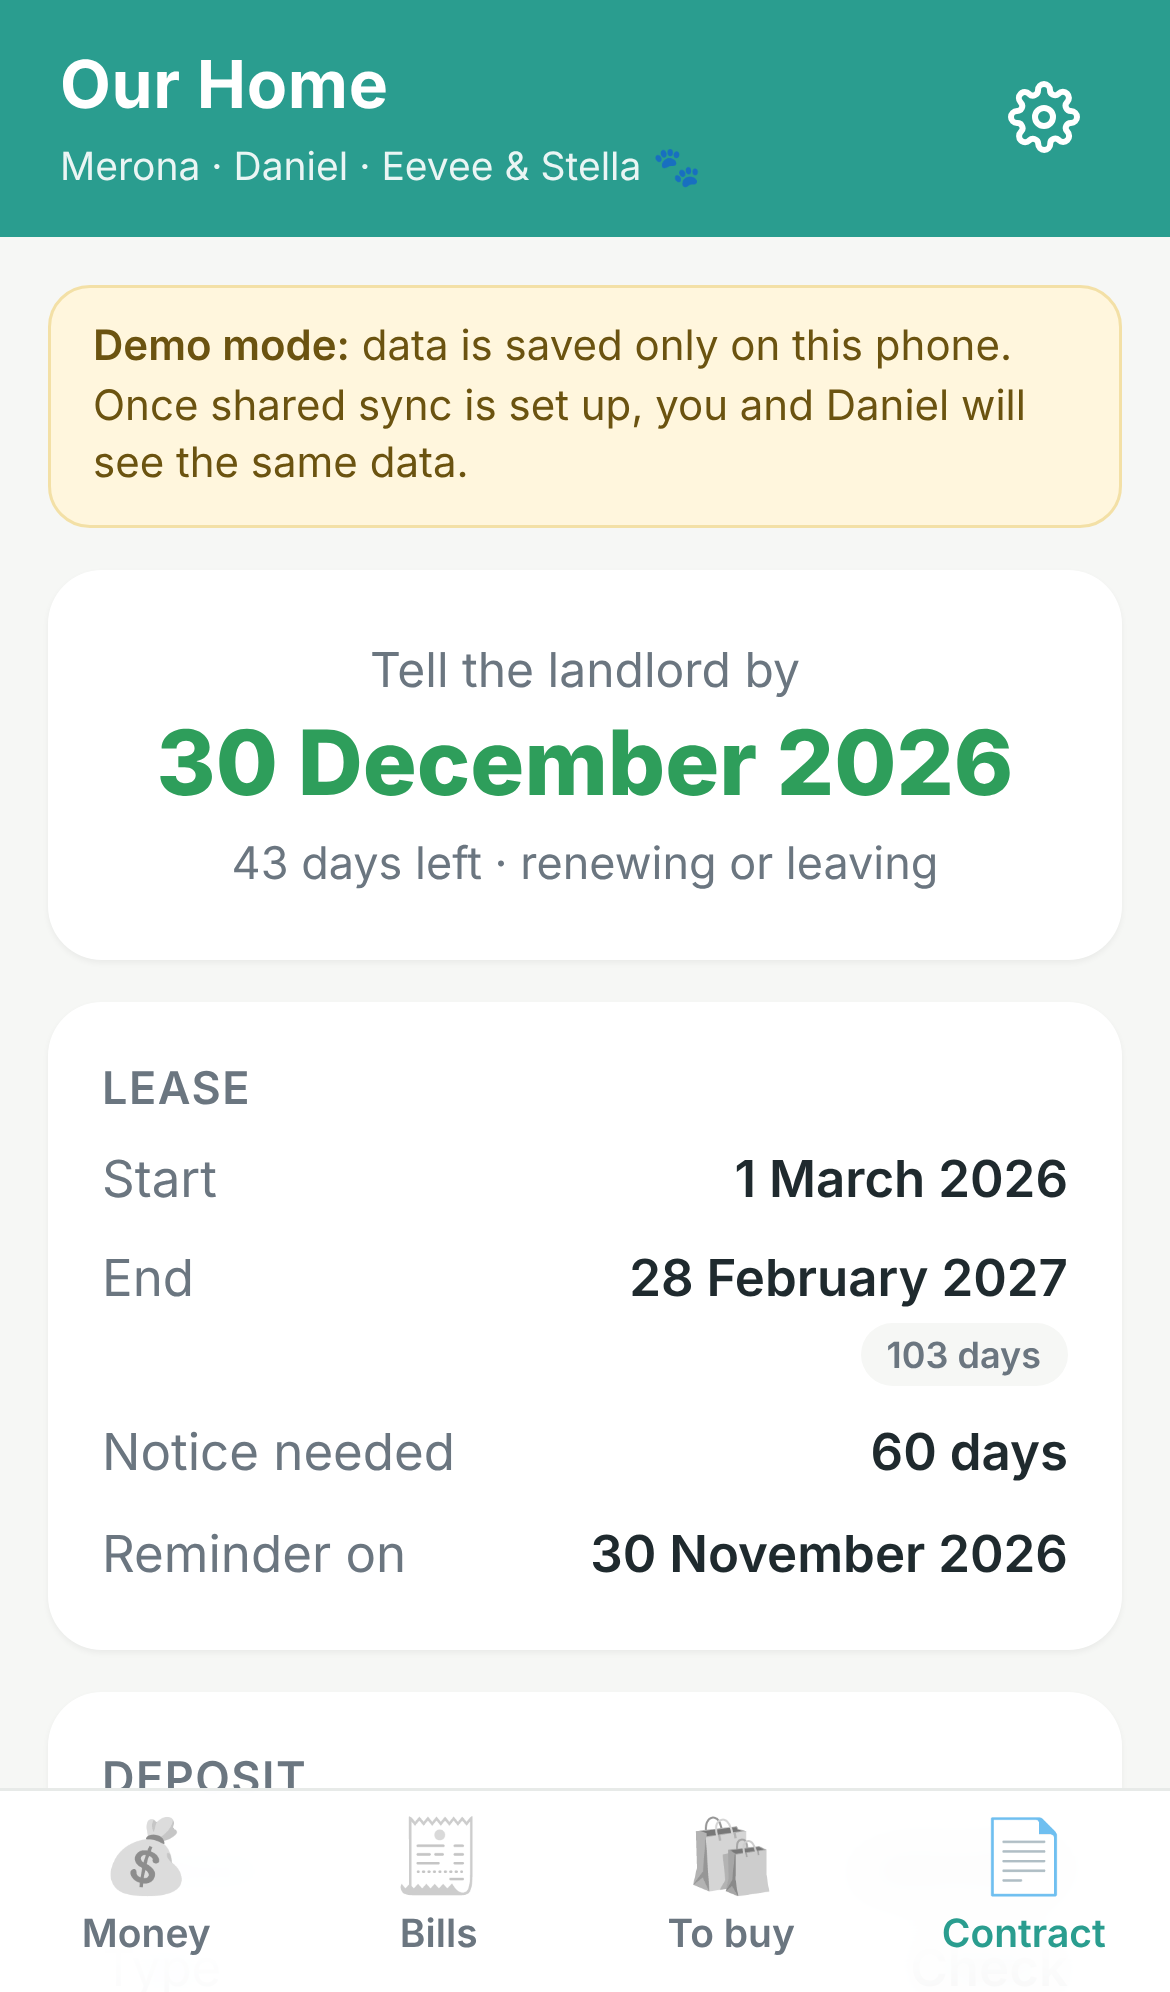 Our Home
Merona · Daniel · Eevee & Stella 🐾
Demo mode: data is saved only on this phone.
Once shared sync is set up, you and Daniel will
see the same data.
Tell the landlord by
30 December 2026
43 days left · renewing or leaving
LEASE
Start 1 March 2026
End 28 February 2027
103 days
Notice needed 60 days
Reminder on 30 November 2026
DEPOSIT
Money Bills To buy Contract
Type Check